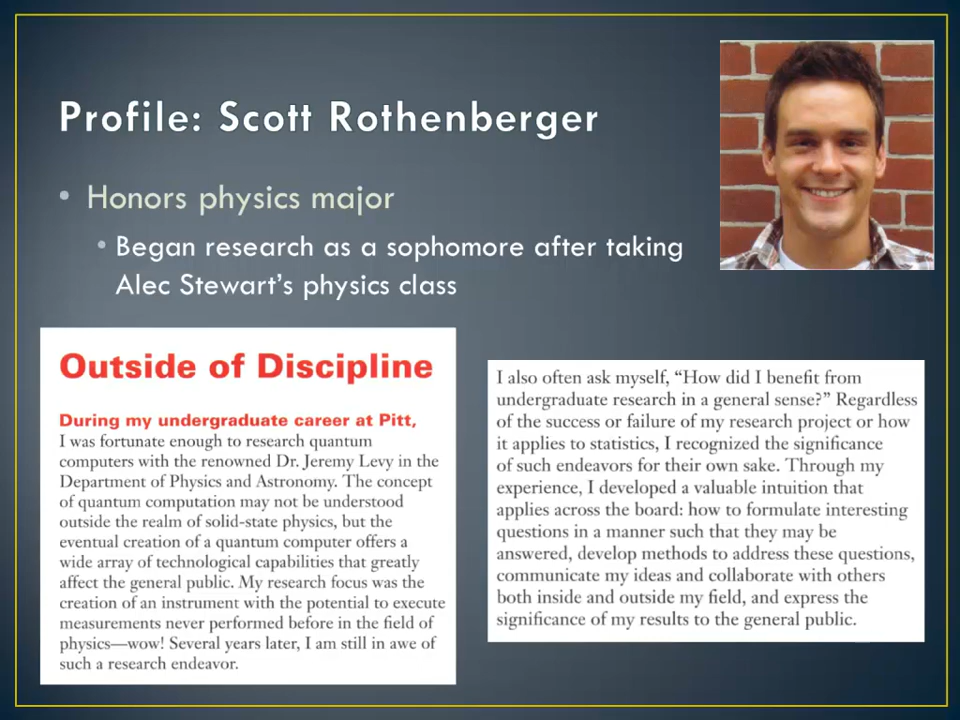 Profile: Scott Rothenberger
• Honors physics major
• Began research as a sophomore after taking
Alec Stewart’s physics class
Outside of Discipline
During my undergraduate career at Pitt,
I was fortunate enough to research quantum
computers with the renowned Dr. Jeremy Levy in the
Department of Physics and Astronomy. The concept
of quantum computation may not be understood
outside the realm of solid-state physics, but the
eventual creation of a quantum computer offers a
wide array of technological capabilities that greatly
affect the general public. My research focus was the
creation of an instrument with the potential to execute
measurements never performed before in the field of
physics—wow! Several years later, I am still in awe of
such a research endeavor.
I also often ask myself, “How did I benefit from
undergraduate research in a general sense?” Regardless
of the success or failure of my research project or how
it applies to statistics, I recognized the significance
of such endeavors for their own sake. Through my
experience, I developed a valuable intuition that
applies across the board: how to formulate interesting
questions in a manner such that they may be
answered, develop methods to address these questions,
communicate my ideas and collaborate with others
both inside and outside my field, and express the
significance of my results to the general public.